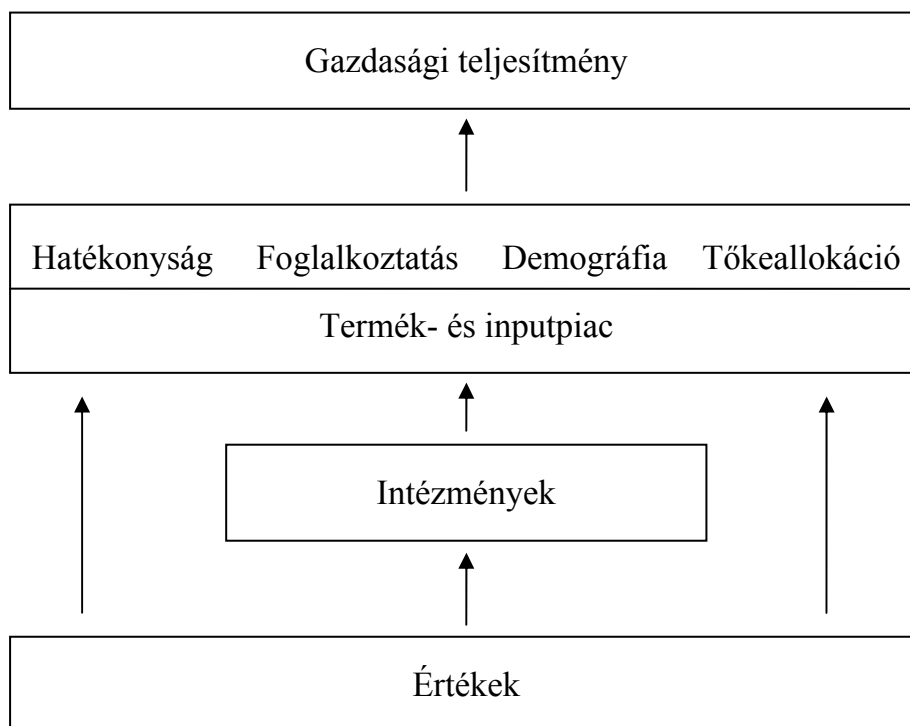 Gazdasági teljesítmény
Hatékonyság Foglalkoztatás Demográfia Tőkeallokáció
Termék- és inputpiac
Intézmények
Értékek